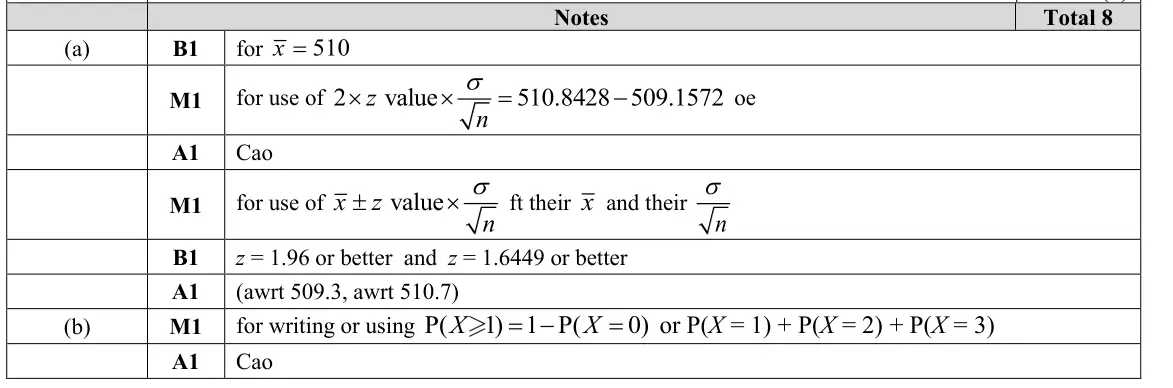 Notes Total 8
(a) B1 for x̄ = 510
M1 for use of 2 × z value × σ/√n = 510.8428 − 509.1572 oe
A1 Cao
M1 for use of x̄ ± z value × σ/√n ft their x̄ and their σ/√n
B1 z = 1.96 or better and z = 1.6449 or better
A1 (awrt 509.3, awrt 510.7)
(b) M1 for writing or using P(X⩾1) = 1 − P(X = 0) or P(X = 1) + P(X = 2) + P(X = 3)
A1 Cao